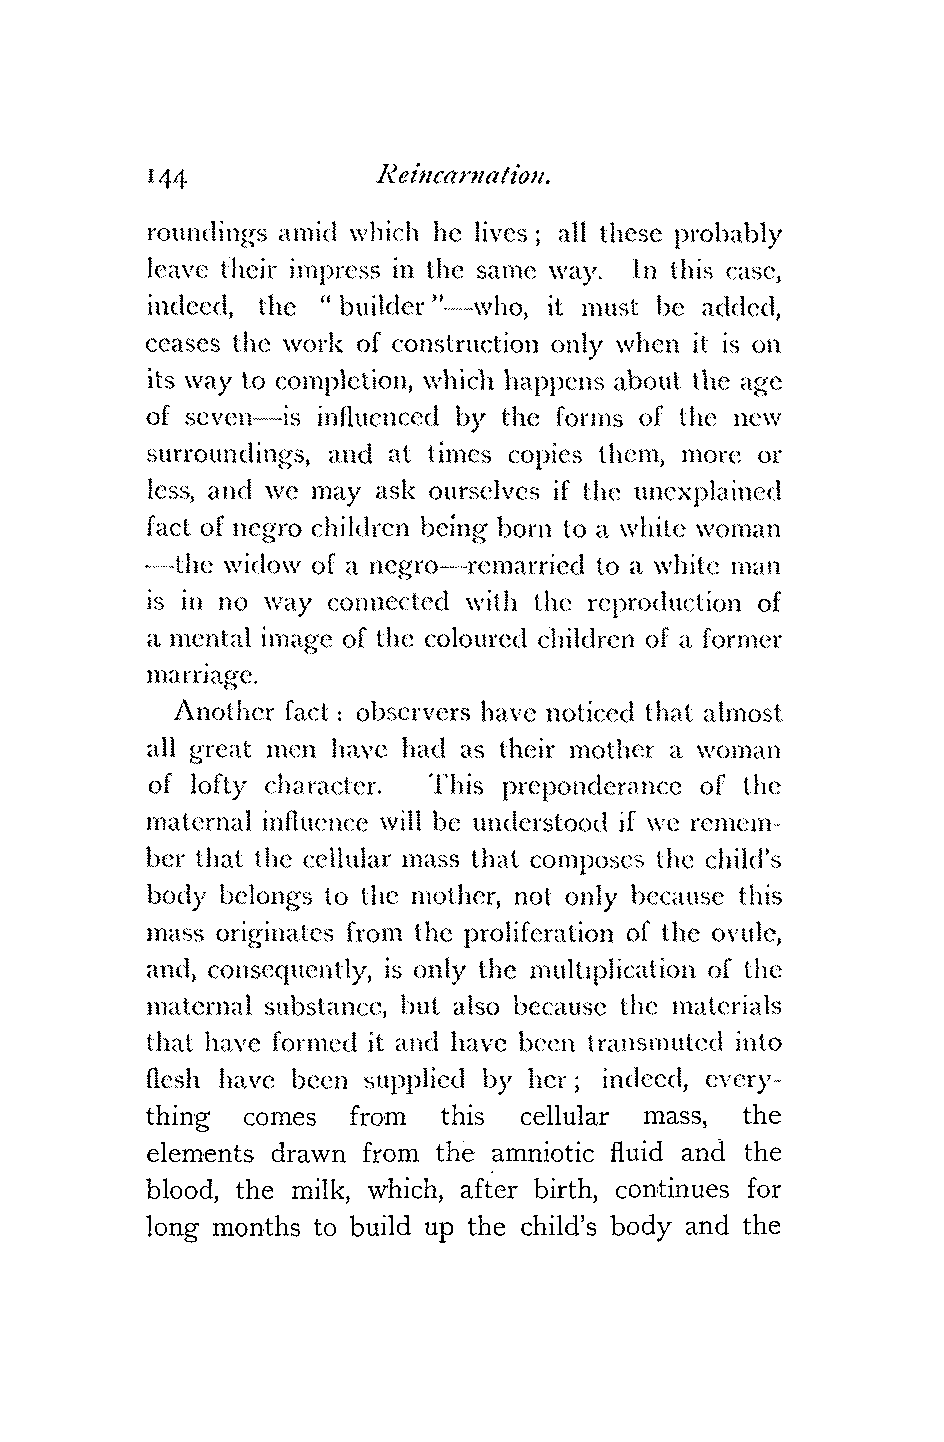 144 Reincarnation.
roundings amid which he lives; all these probably
leave their impress in the same way. In this case,
indeed, the "builder"—who, it must be added,
ceases the work of construction only when it is on
its way to completion, which happens about the age
of seven—is influenced by the forms of the new
surroundings, and at times copies them, more or
less, and we may ask ourselves if the unexplained
fact of negro children being born to a white woman
—the widow of a negro—remarried to a white man
is in no way connected with the reproduction of
a mental image of the coloured children of a former
marriage.
Another fact: observers have noticed that almost
all great men have had as their mother a woman
of lofty character. This preponderance of the
maternal influence will be understood if we remem-
ber that the cellular mass that composes the child's
body belongs to the mother, not only because this
mass originates from the proliferation of the ovule,
and, consequently, is only the multiplication of the
maternal substance, but also because the materials
that have formed it and have been transmuted into
flesh have been supplied by her; indeed, every-
thing comes from this cellular mass, the
elements drawn from the amniotic fluid and the
blood, the milk, which, after birth, continues for
long months to build up the child's body and the